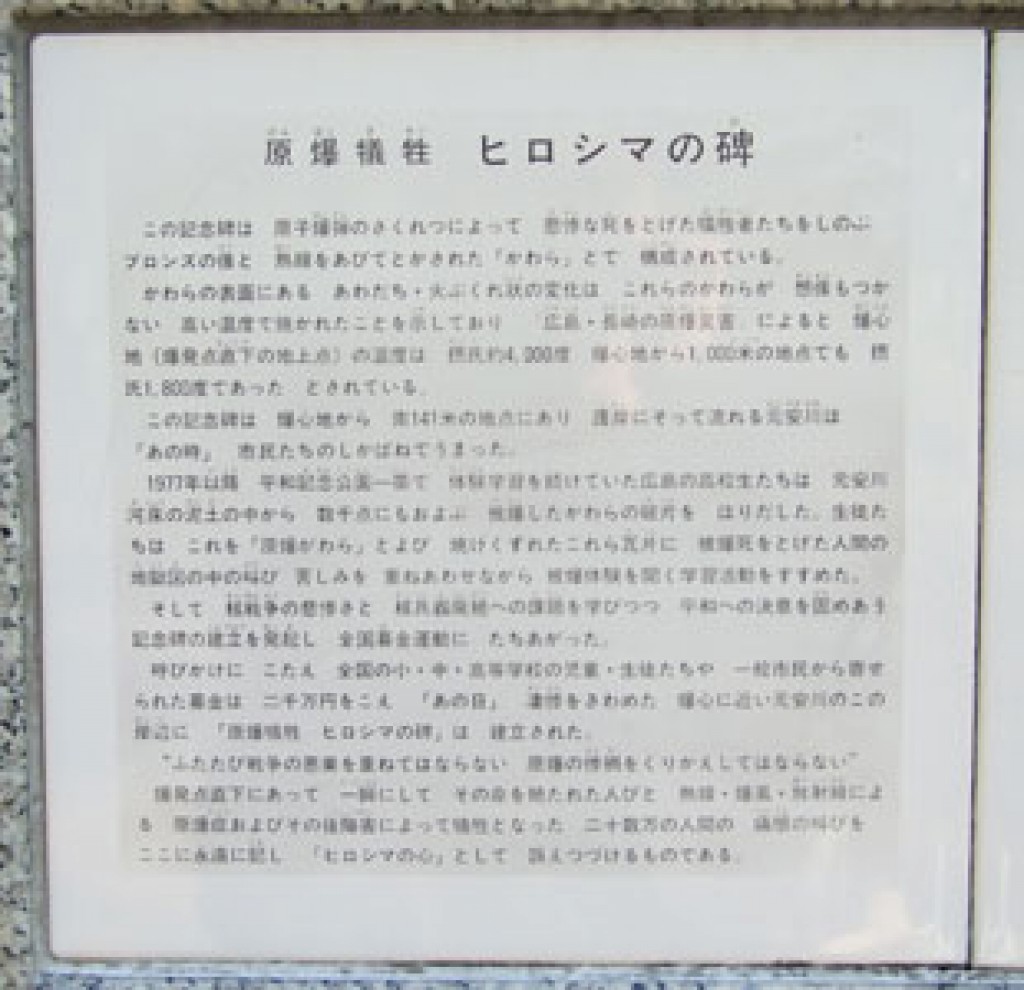 原爆犠牲　ヒロシマの碑
この記念碑は　原子爆弾のさくれつによって　悲惨な死をとげた犠牲者たちをしのぶ
ブロンズの像と　熱線をあびてとかされた「かわら」とで　構成されている。
かわらの表面にある　あわだち・火ぶくれ状の変化は　これらのかわらが　想像もつか
ない　高い温度で焼かれたことを示しており　「広島・長崎の原爆災害」によると　爆心
地（爆発点直下の地上点）の温度は　摂氏約4,000度　爆心地から1,000米の地点でも　摂
氏1,800度であった　とされている。
この記念碑は　爆心地から　南141米の地点にあり　護岸にそって流れる元安川は
「あの時」　市民たちのしかばねでうまった。
1977年以降　平和記念公園一帯で　体験学習を続けていた広島の高校生たちは　元安川
河床の泥土の中から　数千点にもおよぶ　被爆したかわらの破片を　ほりだした。生徒た
ちは　これを「原爆がわら」とよび　焼けくずれたこれら瓦片に　被爆死をとげた人間の
地獄図の中の叫び　苦しみを　重ねあわせながら　被爆体験を聞く学習活動をすすめた。
そして　核戦争の悲惨さと　核兵器廃絶への課題を学びつつ　平和への決意を固めあう
記念碑の建立を発起し　全国募金運動に　たちあがった。
呼びかけに　こたえ　全国の小・中・高等学校の児童・生徒たちや　一般市民から寄せ
られた募金は　二千万円をこえ　「あの日」　凄惨をきわめた　爆心に近い元安川のこの
岸辺に　「原爆犠牲　ヒロシマの碑」は　建立された。
“ふたたび戦争の悪業を重ねてはならない　原爆の惨禍をくりかえしてはならない”
爆発点直下にあって　一瞬にして　その命を絶たれた人びと　熱線・爆風・放射線によ
る　原爆症およびその後障害によって犠牲となった　二十数万の人間の　痛恨の叫びを
ここに永遠に記し　「ヒロシマの心」として　訴えつづけるものである。